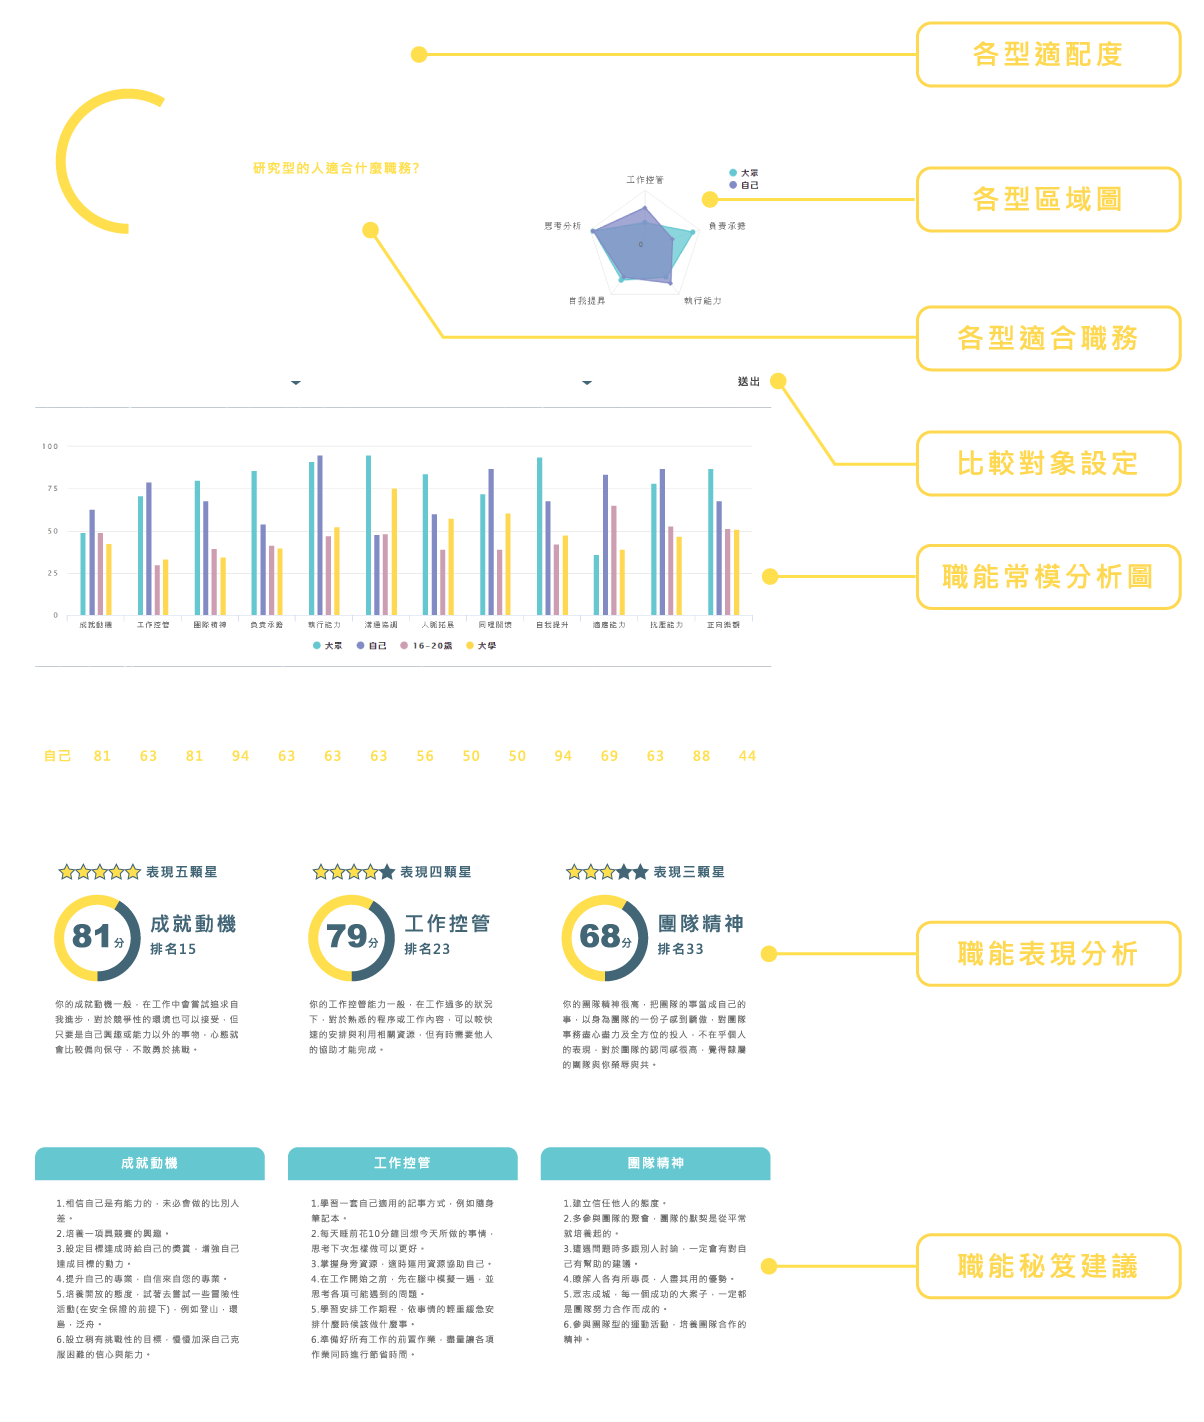 各型適配度
研究型的人適合什麼職務?
大眾
自己
工作控管
思考分析
負責承擔
0
自我提昇
執行能力
各型區域圖
各型適合職務
送出
比較對象設定
100
75
50
25
0
成就動機 工作控管 團隊精神 負責承擔 執行能力 溝通協調 人脈拓展 同理關懷 自我提升 適應能力 抗壓能力 正向樂觀
大眾 自己 16-20歲 大學
職能常模分析圖
自己 81 63 81 94 63 63 63 56 50 50 94 69 63 88 44
表現五顆星
81分
成就動機
排名15
你的成就動機一般，在工作中會嘗試追求自
我進步，對於競爭性的環境也可以接受，但
只要是自己興趣或能力以外的事物，心態就
會比較偏向保守，不敢勇於挑戰。
表現四顆星
79分
工作控管
排名23
你的工作控管能力一般，在工作過多的狀況
下，對於熟悉的程序或工作內容，可以較快
速的安排與利用相關資源，但有時需要他人
的協助才能完成。
表現三顆星
68分
團隊精神
排名33
你的團隊精神很高，把團隊的事當成自己的
事，以身為團隊的一份子感到驕傲，對團隊
事務盡心盡力及全方位的投入，不在乎個人
的表現，對於團隊的認同感很高，覺得隸屬
的團隊與你榮辱與共。
職能表現分析
成就動機
1.相信自己是有能力的，未必會做的比別人
差。
2.培養一項具競賽的興趣。
3.設定目標達成時給自己的獎賞，增強自己
達成目標的動力。
4.提升自己的專業，自信來自您的專業。
5.培養開放的態度，試著去嘗試一些冒險性
活動(在安全保證的前提下)，例如登山，環
島，泛舟。
6.設立稍有挑戰性的目標，慢慢加深自己克
服困難的信心與能力。
工作控管
1.學習一套自己適用的記事方式，例如隨身
筆記本。
2.每天睡前花10分鐘回想今天所做的事情，
思考下次怎樣做可以更好。
3.掌握身旁資源，適時運用資源協助自己。
4.在工作開始之前，先在腦中模擬一遍，並
思考各項可能遇到的問題。
5.學習安排工作期程，依事情的輕重緩急安
排什麼時候該做什麼事。
6.準備好所有工作的前置作業，盡量讓各項
作業同時進行節省時間。
團隊精神
1.建立信任他人的態度。
2.多參與團隊的聚會，團隊的默契是從平常
就培養起的。
3.遭遇問題時多跟別人討論，一定會有對自
己有幫助的建議。
4.瞭解人各有所專長，人盡其用的優勢。
5.眾志成城，每一個成功的大案子，一定都
是團隊努力合作而成的。
6.參與團隊型的運動活動，培養團隊合作的
精神。
職能秘笈建議